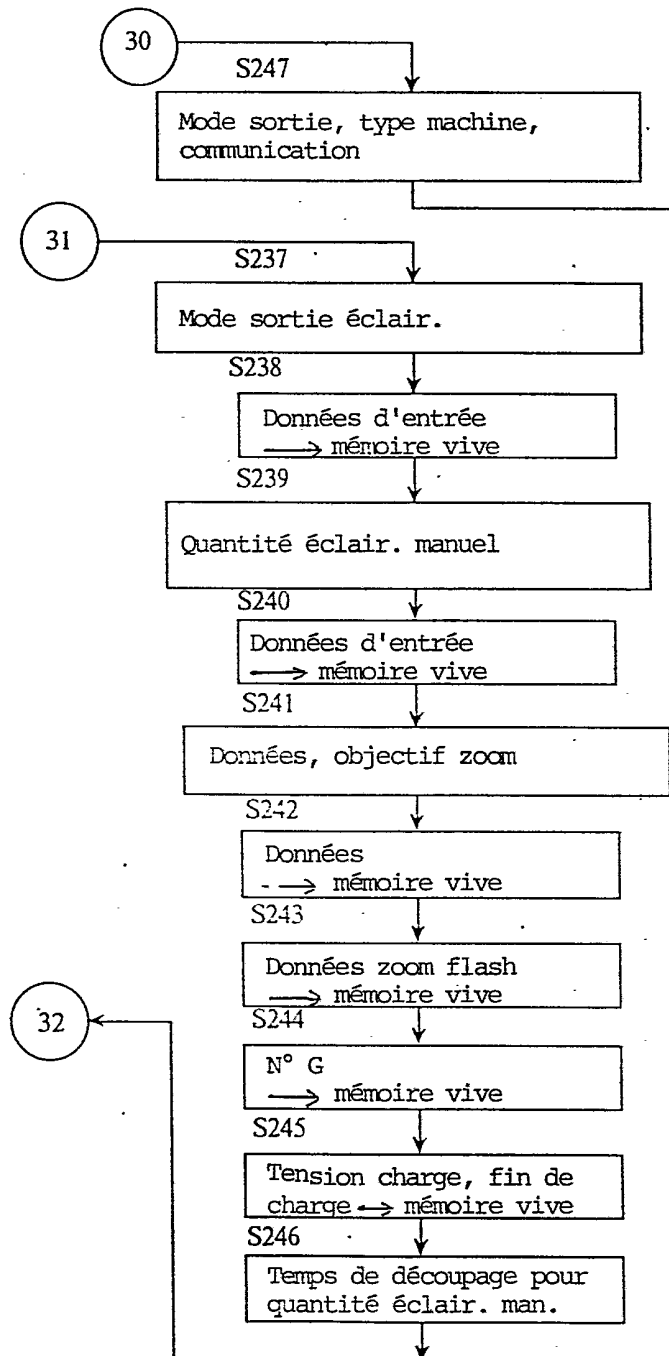 30
S247
Mode sortie, type machine,
communication
31
S237
Mode sortie éclair.
S238
Données d'entrée
⟶ mémoire vive
S239
Quantité éclair. manuel
S240
Données d'entrée
⟶ mémoire vive
S241
Données, objectif zoom
S242
Données
⟶ mémoire vive
S243
Données zoom flash
⟶ mémoire vive
S244
32
N° G
⟶ mémoire vive
S245
Tension charge, fin de
charge ⟷ mémoire vive
S246
Temps de découpage pour
quantité éclair. man.